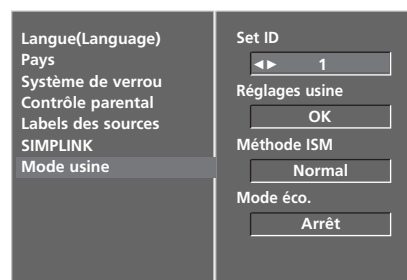 Langue(Language)
Pays
Système de verrou
Contrôle parental
Labels des sources
SIMPLINK
Mode usine
Set ID
◄► 1
Réglages usine
OK
Méthode ISM
Normal
Mode éco.
Arrêt